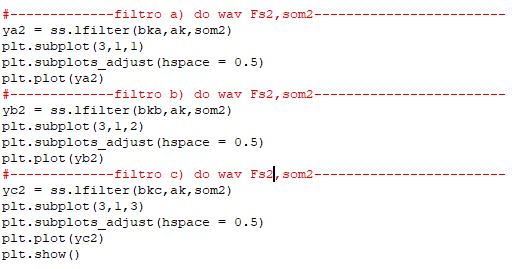 #-------------filtro a) do wav Fs2,som2------------------------
ya2 = ss.lfilter(bka,ak,som2)
plt.subplot(3,1,1)
plt.subplots_adjust(hspace = 0.5)
plt.plot(ya2)
#-------------filtro b) do wav Fs2,som2------------------------
yb2 = ss.lfilter(bkb,ak,som2)
plt.subplot(3,1,2)
plt.subplots_adjust(hspace = 0.5)
plt.plot(yb2)
#-------------filtro c) do wav Fs2,som2------------------------
yc2 = ss.lfilter(bkc,ak,som2)
plt.subplot(3,1,3)
plt.subplots_adjust(hspace = 0.5)
plt.plot(yc2)
plt.show()